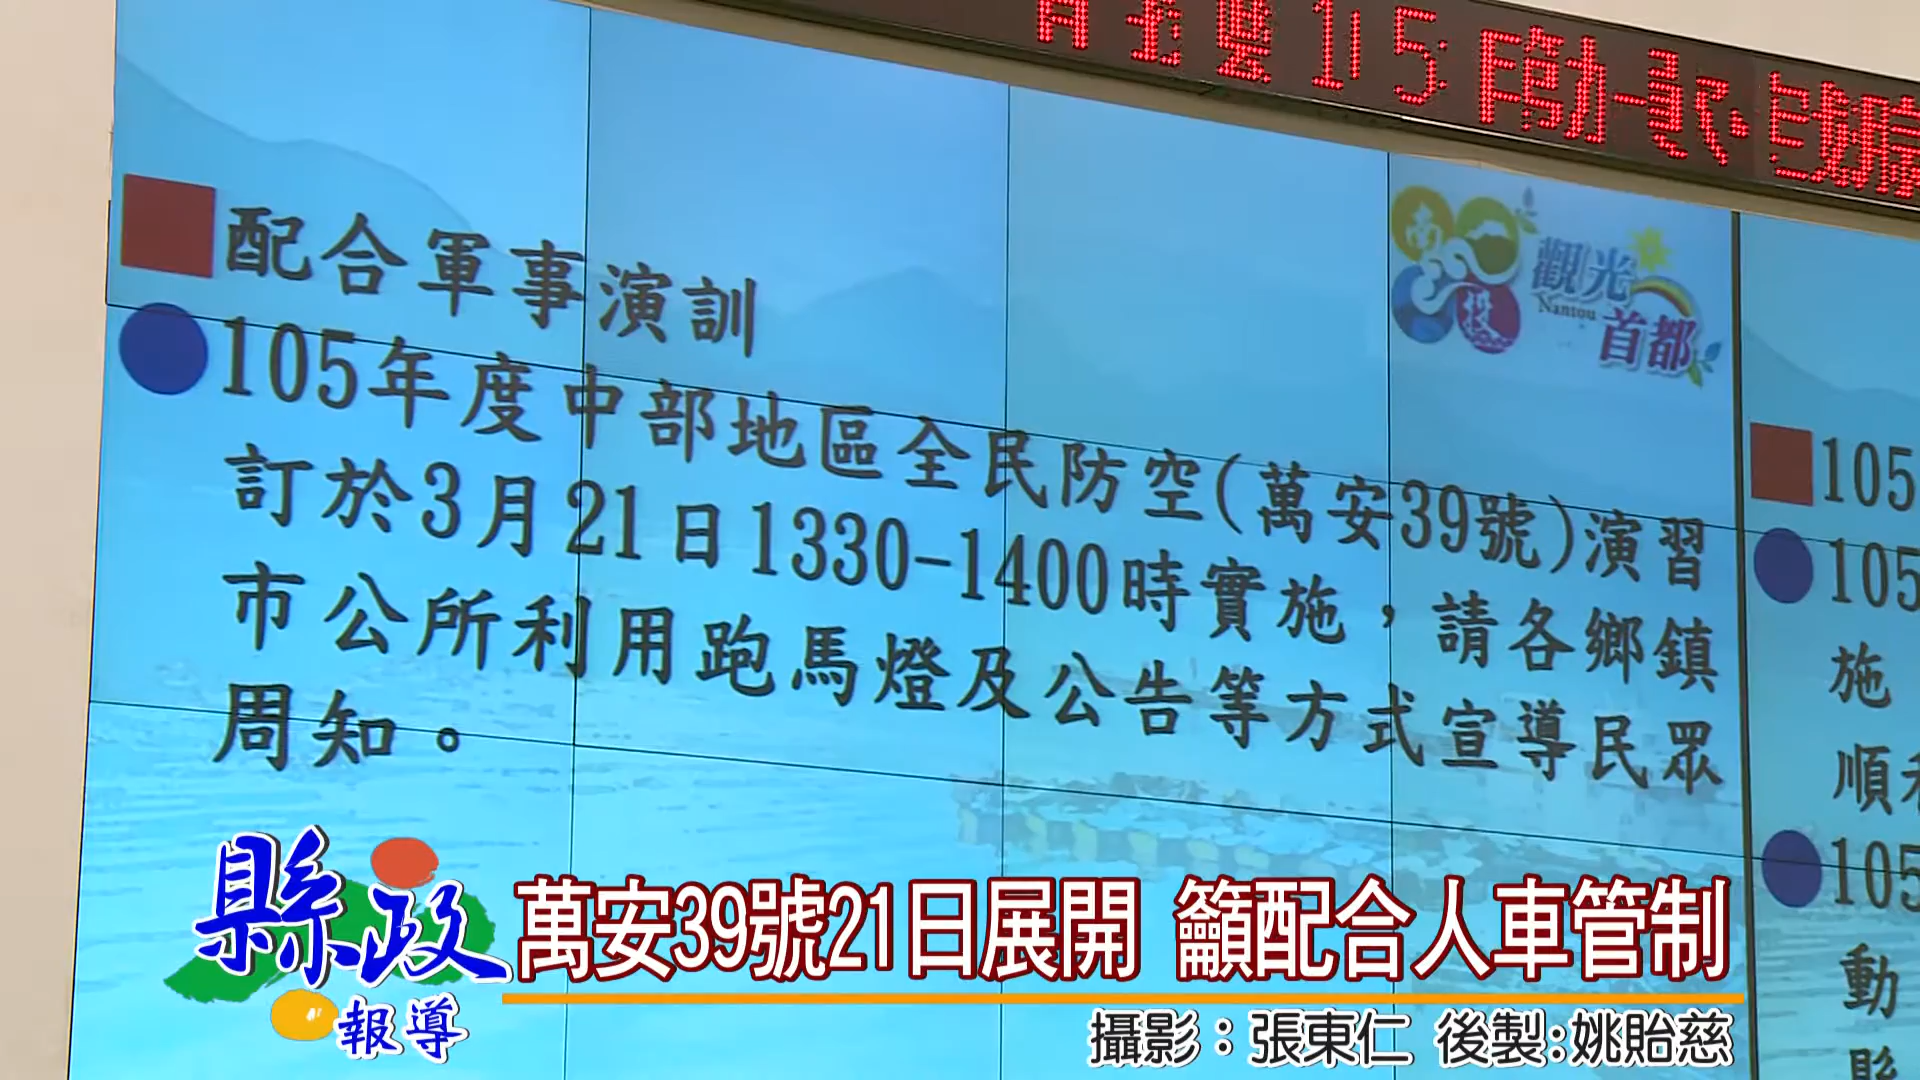 配合軍事演訓
105年度中部地區全民防空(萬安39號)演習
訂於3月21日1330-1400時實施，請各鄉鎮
市公所利用跑馬燈及公告等方式宣導民眾
周知。
南投
觀光
Nantou
首都
105
105
施
順
105
動
縣政
報導
萬安39號21日展開 籲配合人車管制
攝影：張東仁 後製:姚貽慈